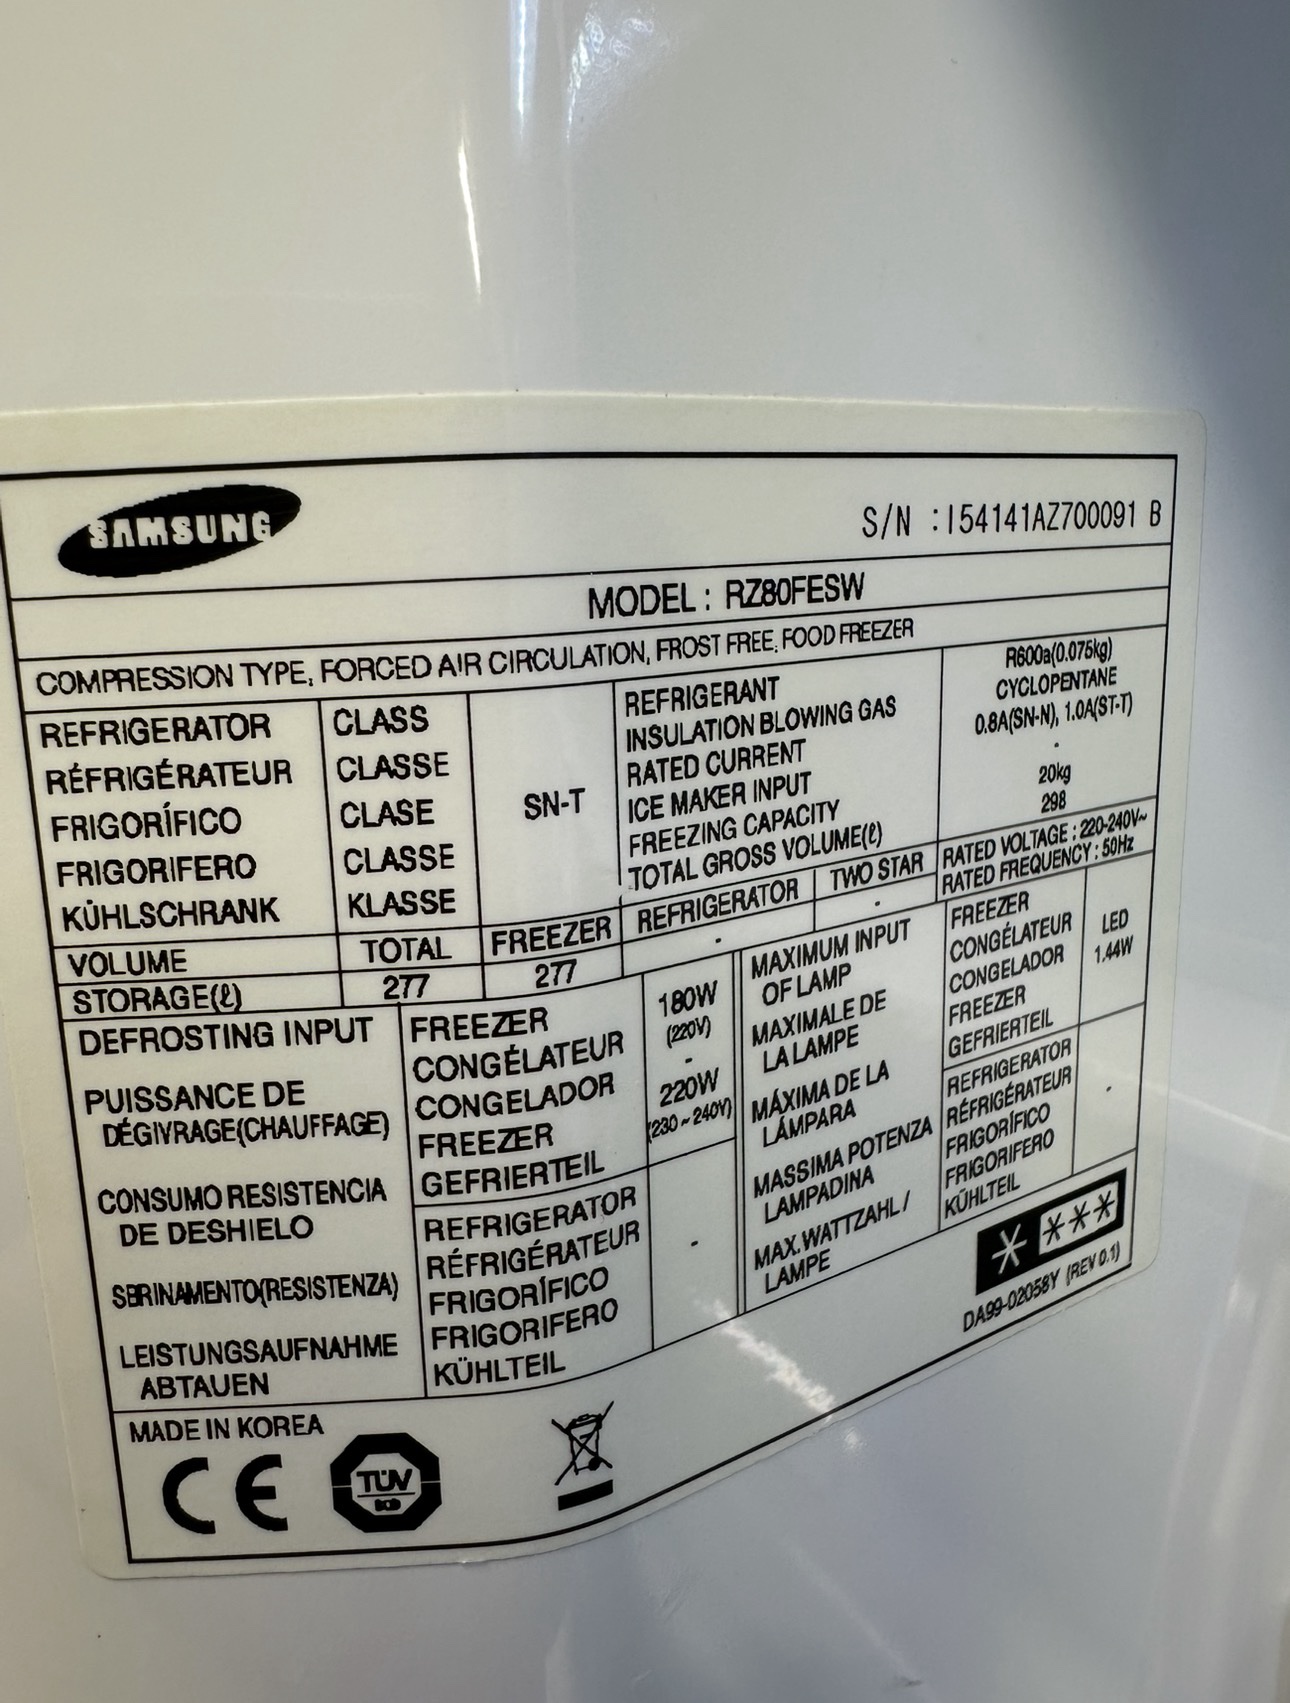 SAMSUNG
S/N : I54141AZ700091 B
MODEL : RZ80FESW
COMPRESSION TYPE, FORCED AIR CIRCULATION, FROST FREE, FOOD FREEZER
REFRIGERATOR
RÉFRIGÉRATEUR
FRIGORÍFICO
FRIGORIFERO
KÜHLSCHRANK
CLASS
CLASSE
CLASE
CLASSE
KLASSE
SN-T
REFRIGERANT
INSULATION BLOWING GAS
RATED CURRENT
ICE MAKER INPUT
FREEZING CAPACITY
TOTAL GROSS VOLUME(ℓ)
R600a(0.075kg)
CYCLOPENTANE
0.8A(SN-N), 1.0A(ST-T)
-
20kg
298
RATED VOLTAGE : 220-240V~
RATED FREQUENCY : 50Hz
VOLUME
TOTAL
FREEZER
REFRIGERATOR
TWO STAR
STORAGE(ℓ)
277
277
-
-
DEFROSTING INPUT
PUISSANCE DE
DÉGIVRAGE(CHAUFFAGE)
CONSUMO RESISTENCIA
DE DESHIELO
SBRINAMENTO(RESISTENZA)
LEISTUNGSAUFNAHME
ABTAUEN
FREEZER
CONGÉLATEUR
CONGELADOR
FREEZER
GEFRIERTEIL
180W
(220V)
-
220W
(230 ~ 240V)
REFRIGERATOR
RÉFRIGÉRATEUR
FRIGORÍFICO
FRIGORIFERO
KÜHLTEIL
-
MAXIMUM INPUT
OF LAMP
MAXIMALE DE
LA LAMPE
MÁXIMA DE LA
LÁMPARA
MASSIMA POTENZA
LAMPADINA
MAX.WATTZAHL /
LAMPE
FREEZER
CONGÉLATEUR
CONGELADOR
FREEZER
GEFRIERTEIL
LED
1.44W
REFRIGERATOR
RÉFRIGÉRATEUR
FRIGORÍFICO
FRIGORIFERO
KÜHLTEIL
-
DA99-02058Y (REV 0.1)
MADE IN KOREA
CE
TÜV